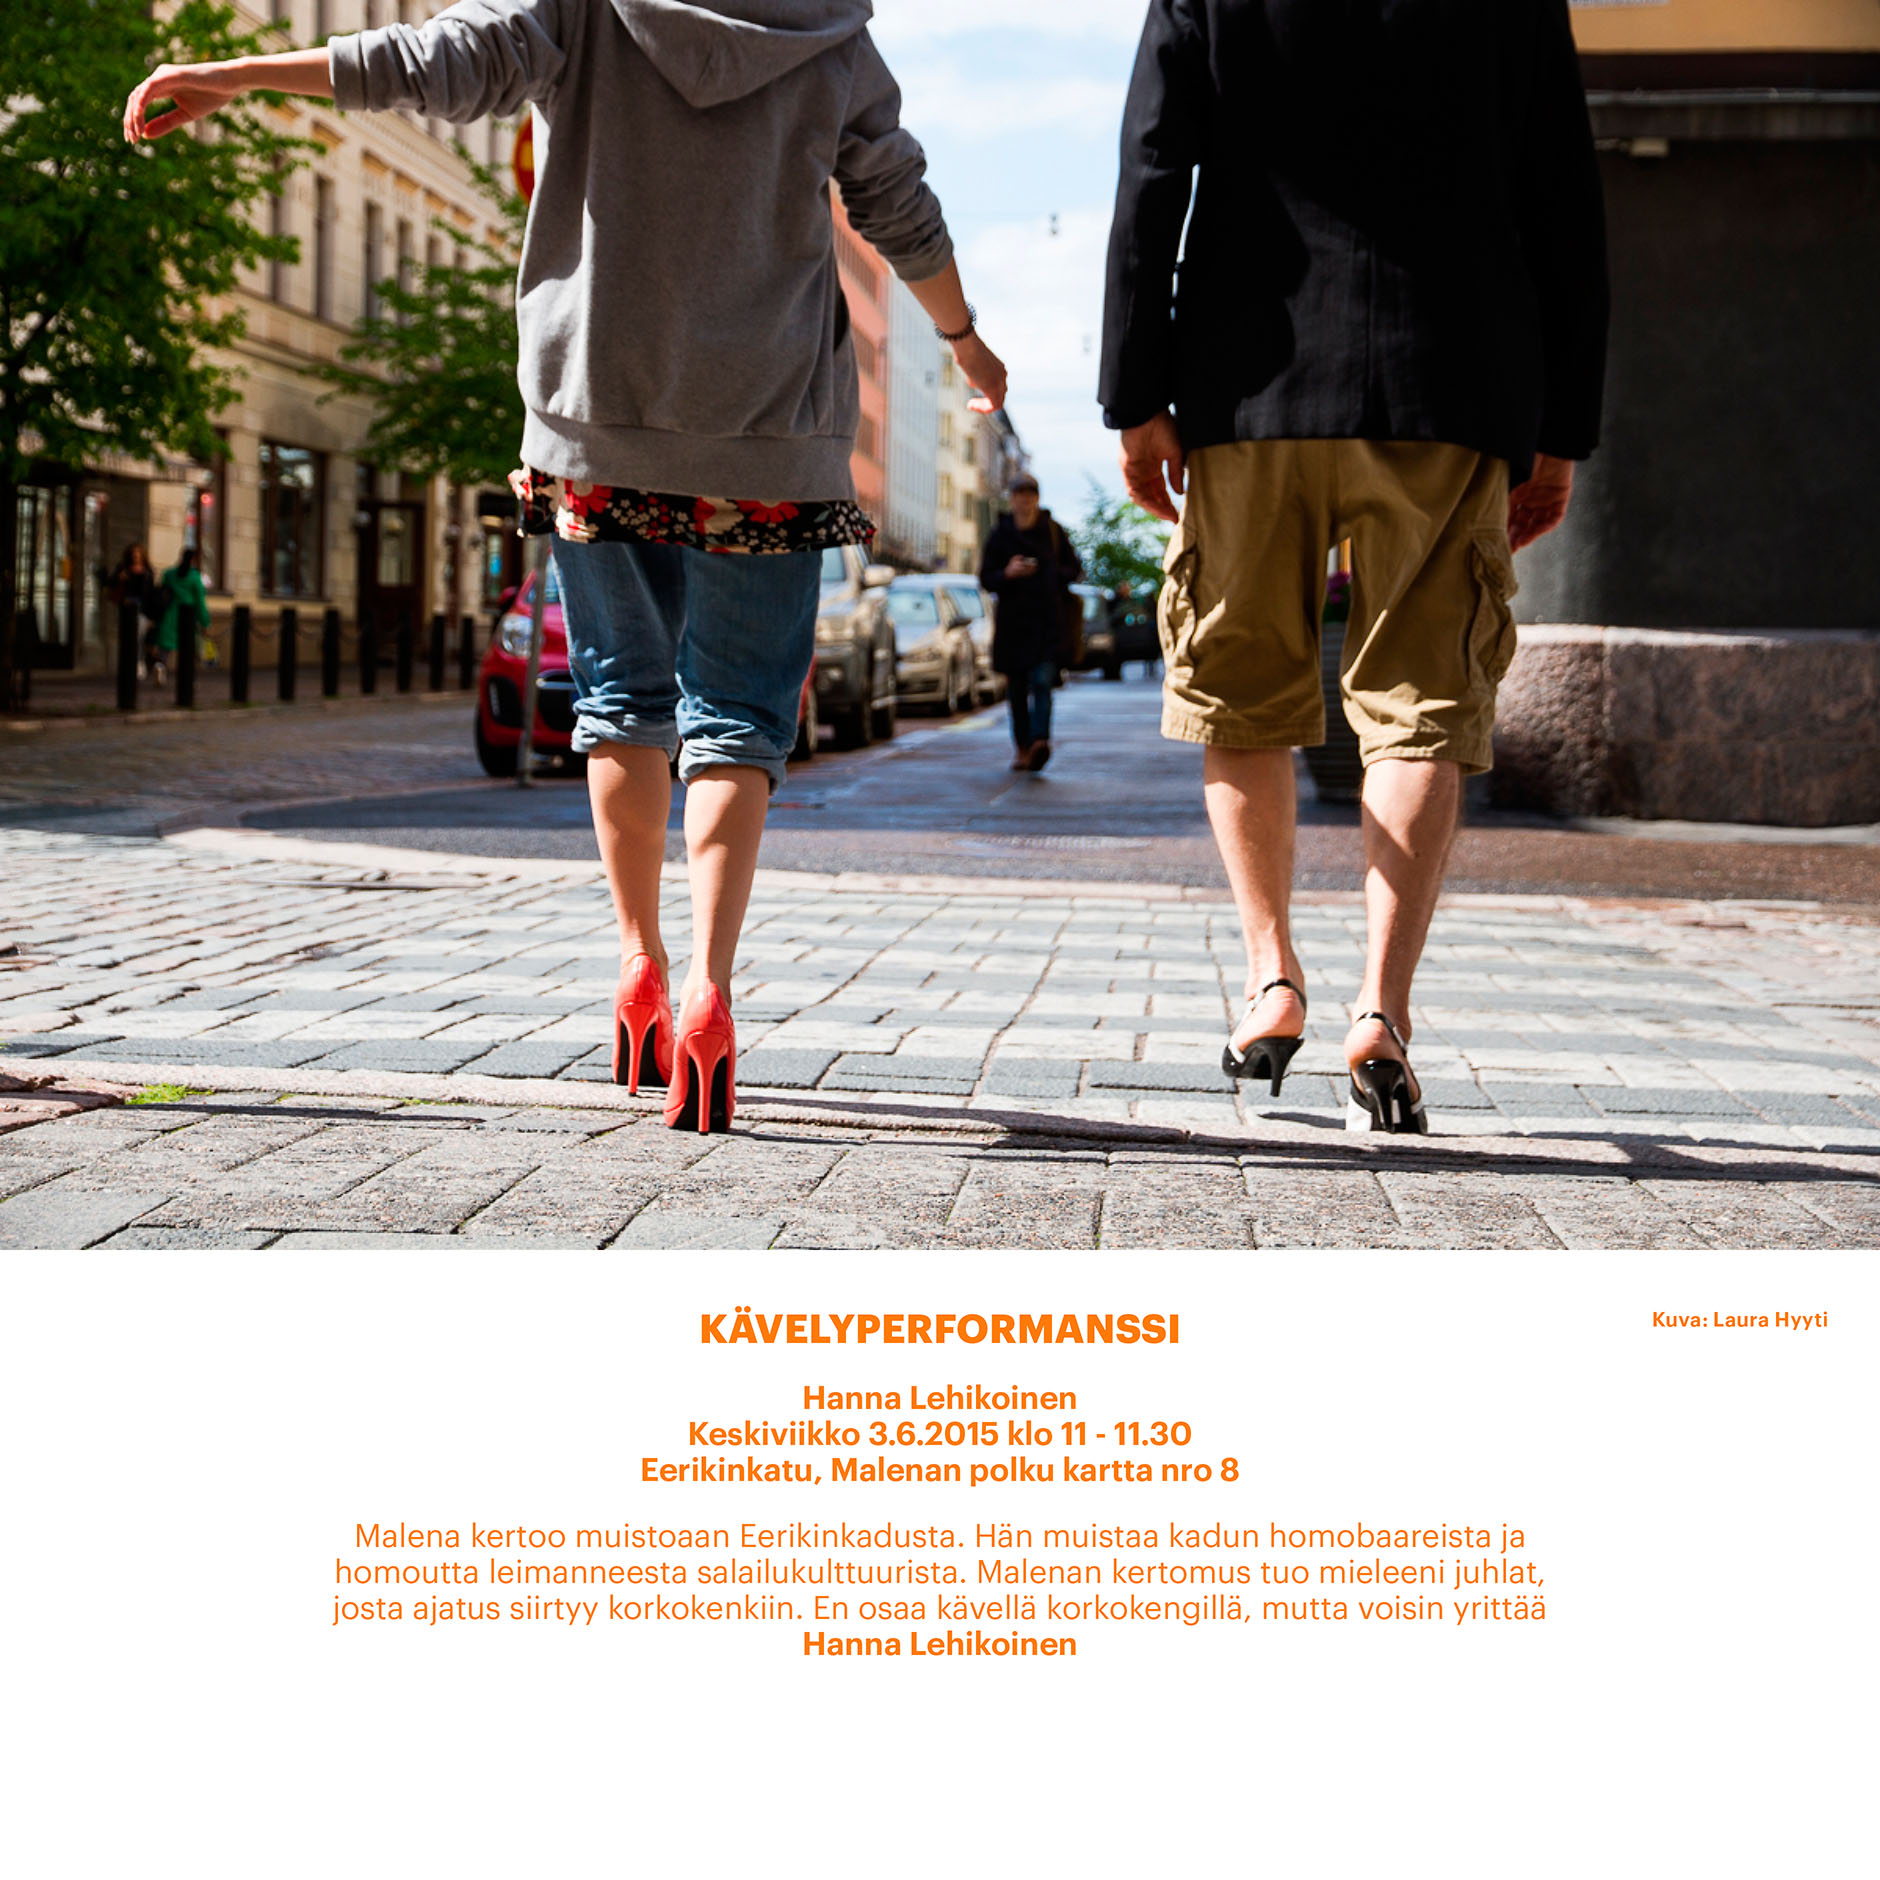 KÄVELYPERFORMANSSI
Kuva: Laura Hyyti
Hanna Lehikoinen
Keskiviikko 3.6.2015 klo 11 - 11.30
Eerikinkatu, Malenan polku kartta nro 8
Malena kertoo muistoaan Eerikinkadusta. Hän muistaa kadun homobaareista ja
homoutta leimanneesta salailukulttuurista. Malenan kertomus tuo mieleeni juhlat,
josta ajatus siirtyy korkokenkiin. En osaa kävellä korkokengillä, mutta voisin yrittää
Hanna Lehikoinen